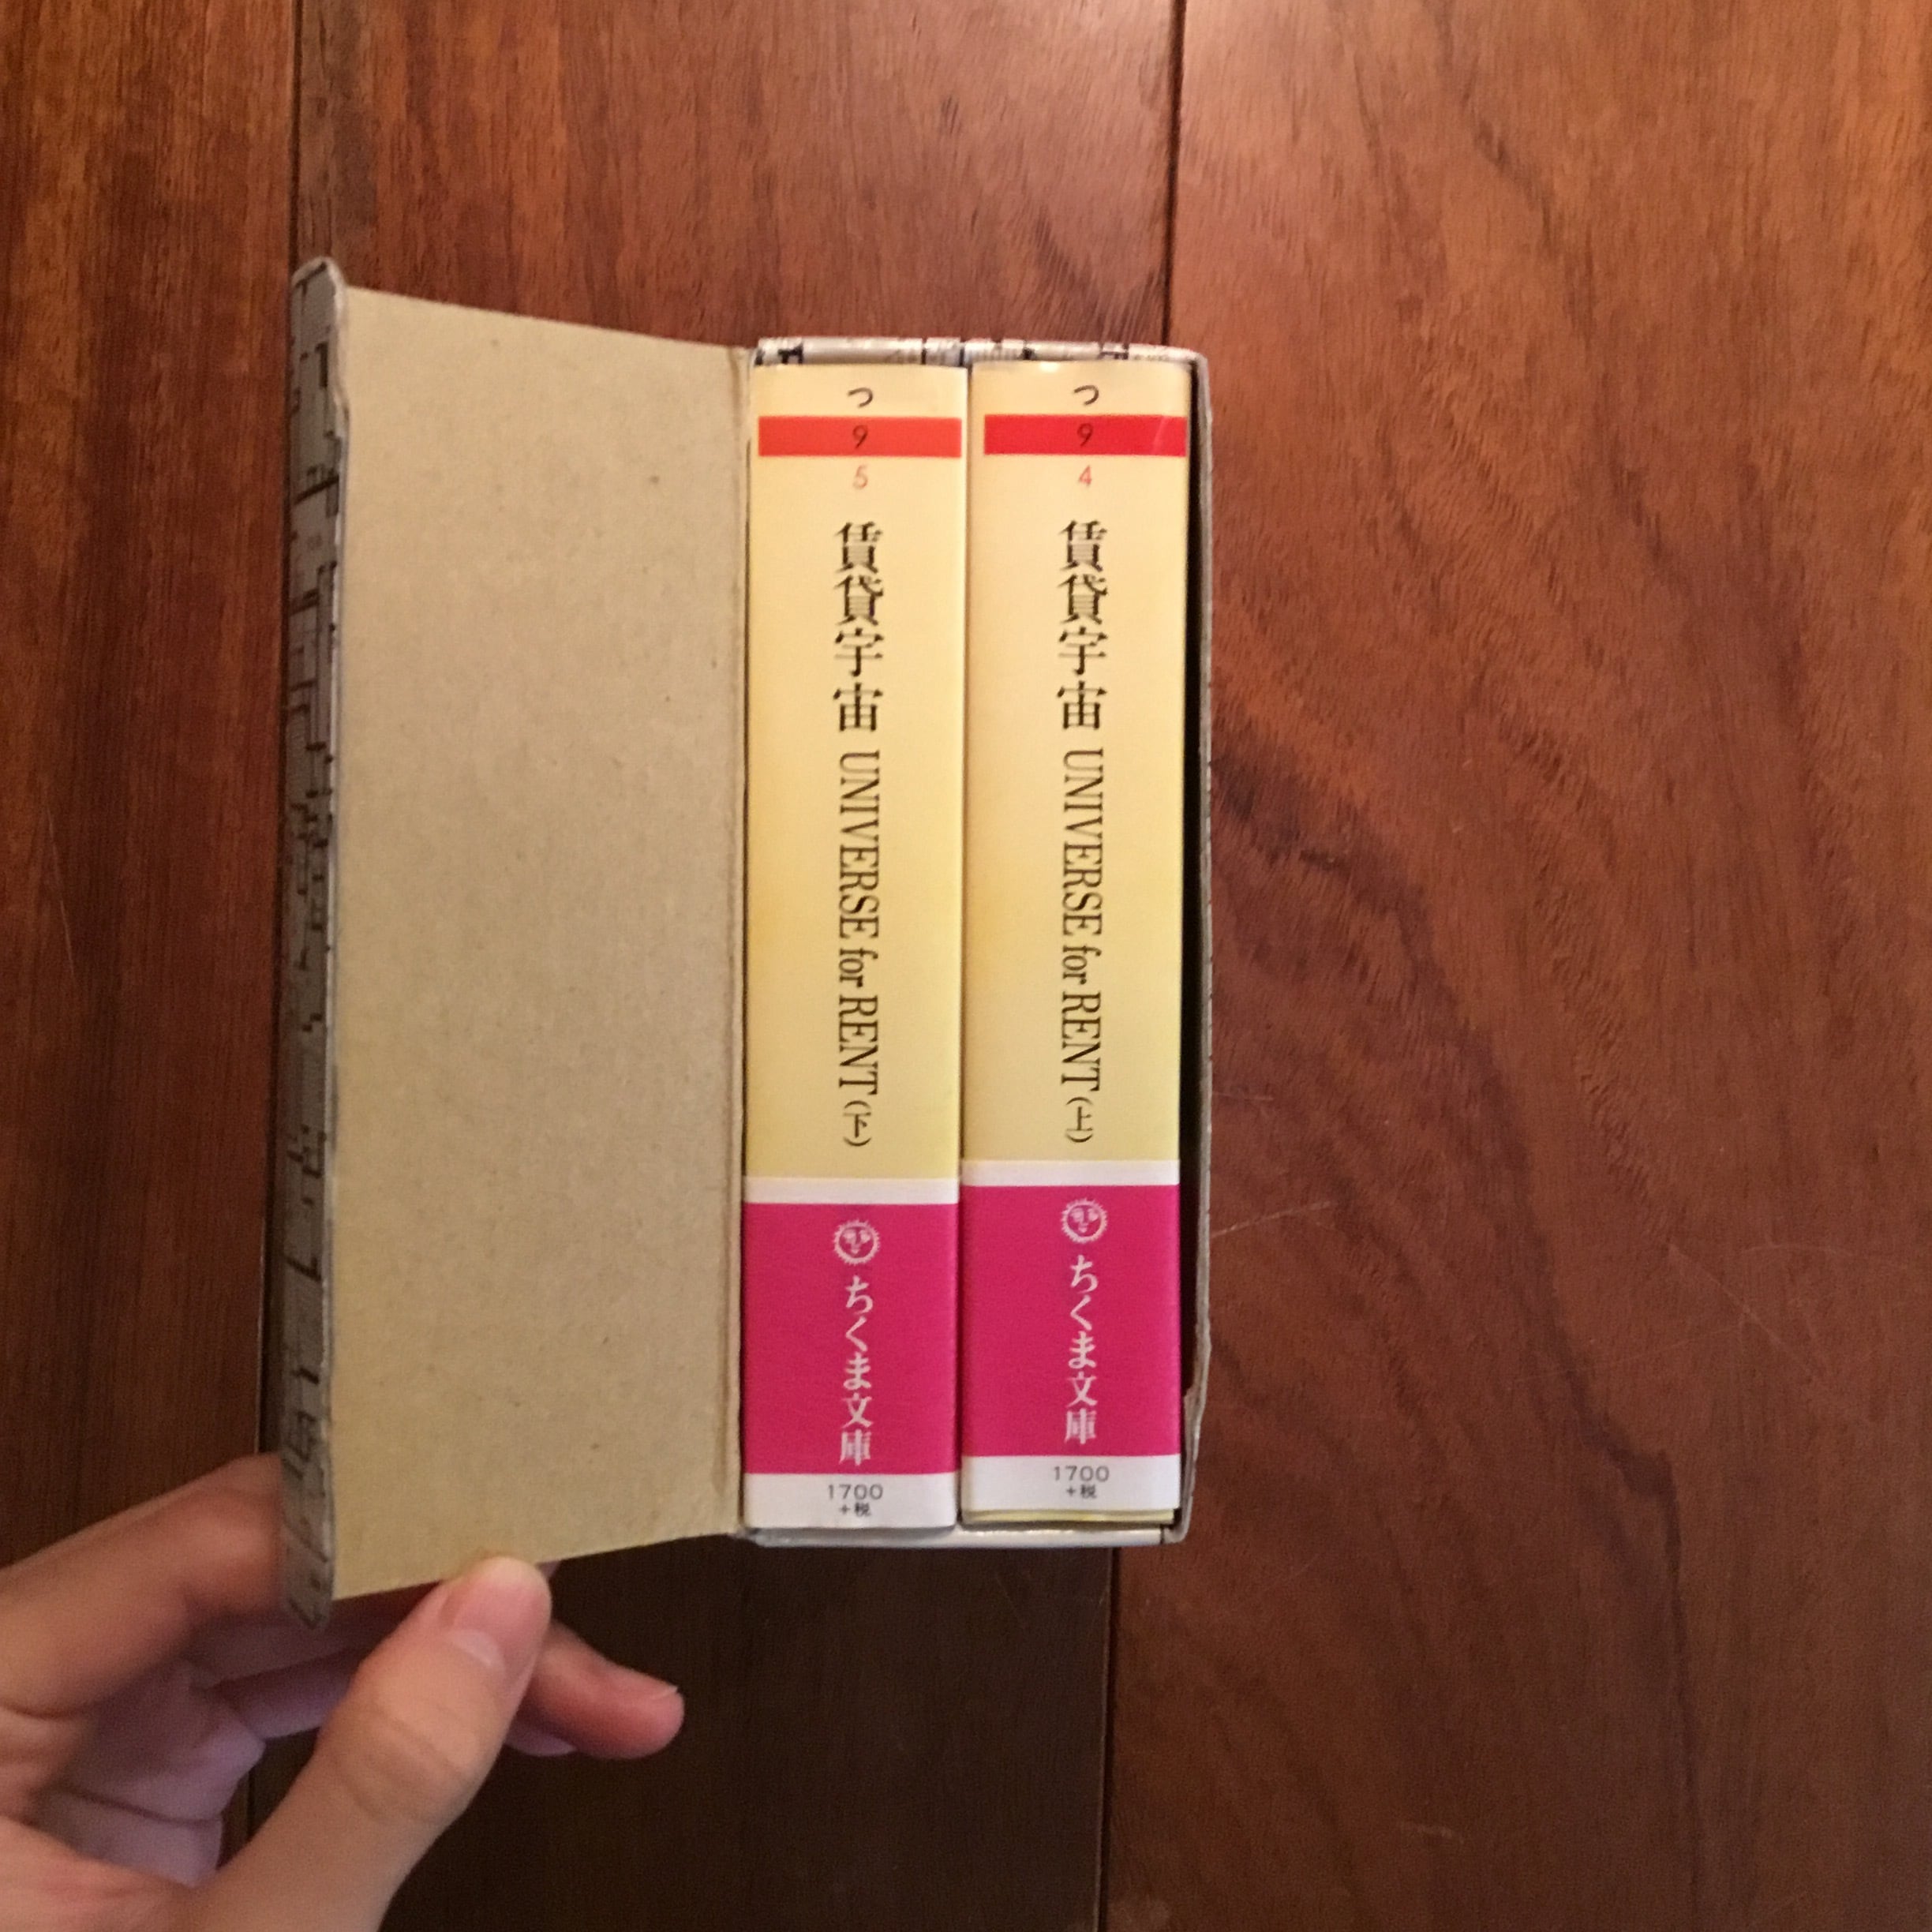 つ
9
5
賃貸宇宙 UNIVERSE for RENT (下)
ちくま文庫
1700
+税
つ
9
4
賃貸宇宙 UNIVERSE for RENT (上)
ちくま文庫
1700
+税